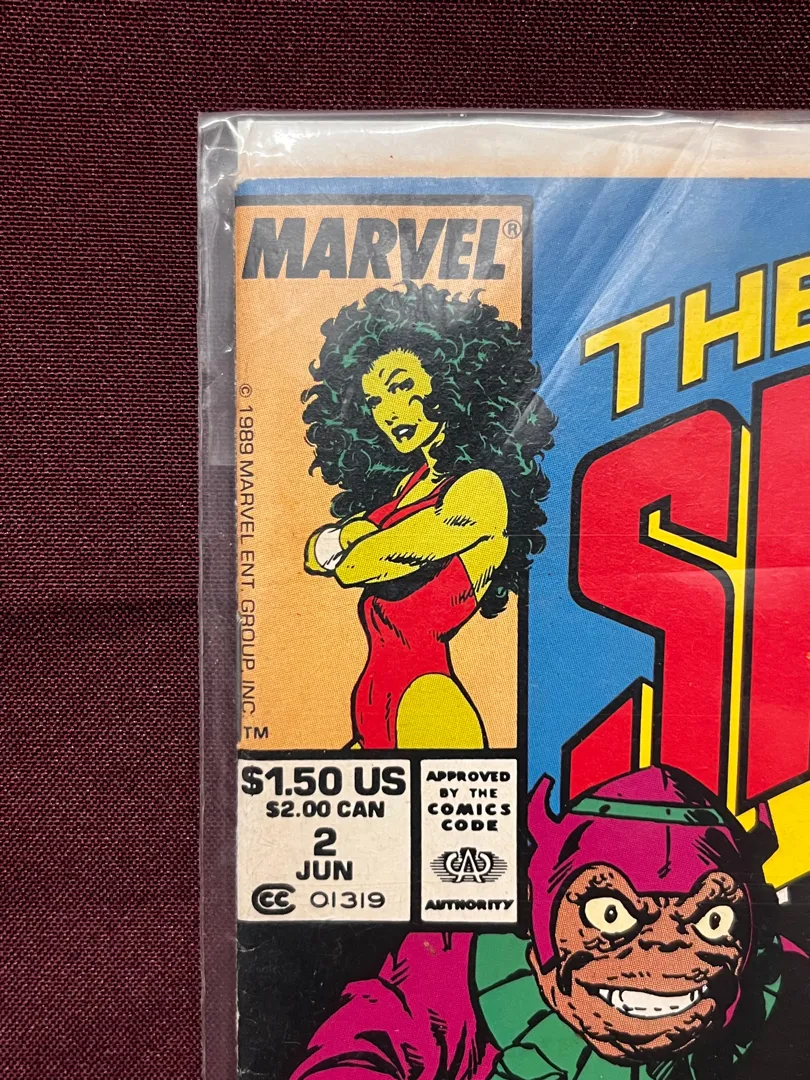 MARVEL®
THE
© 1989 MARVEL ENT. GROUP, INC.
TM
$1.50 US
$2.00 CAN
2
JUN
CC 01319
APPROVED
BY THE
COMICS
CODE
CA
AUTHORITY